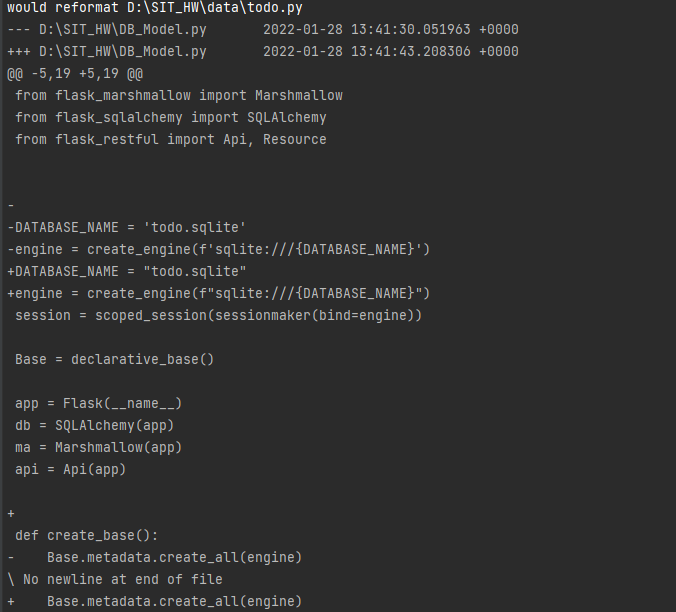 would reformat D:\SIT_HW\data\todo.py
--- D:\SIT_HW\DB_Model.py       2022-01-28 13:41:30.051963 +0000
+++ D:\SIT_HW\DB_Model.py       2022-01-28 13:41:43.208306 +0000
@@ -5,19 +5,19 @@
 from flask_marshmallow import Marshmallow
 from flask_sqlalchemy import SQLAlchemy
 from flask_restful import Api, Resource
-
-DATABASE_NAME = 'todo.sqlite'
-engine = create_engine(f'sqlite:///{DATABASE_NAME}')
+DATABASE_NAME = "todo.sqlite"
+engine = create_engine(f"sqlite:///{DATABASE_NAME}")
 session = scoped_session(sessionmaker(bind=engine))
 Base = declarative_base()
 app = Flask(__name__)
 db = SQLAlchemy(app)
 ma = Marshmallow(app)
 api = Api(app)
+
 def create_base():
-    Base.metadata.create_all(engine)
\ No newline at end of file
+    Base.metadata.create_all(engine)